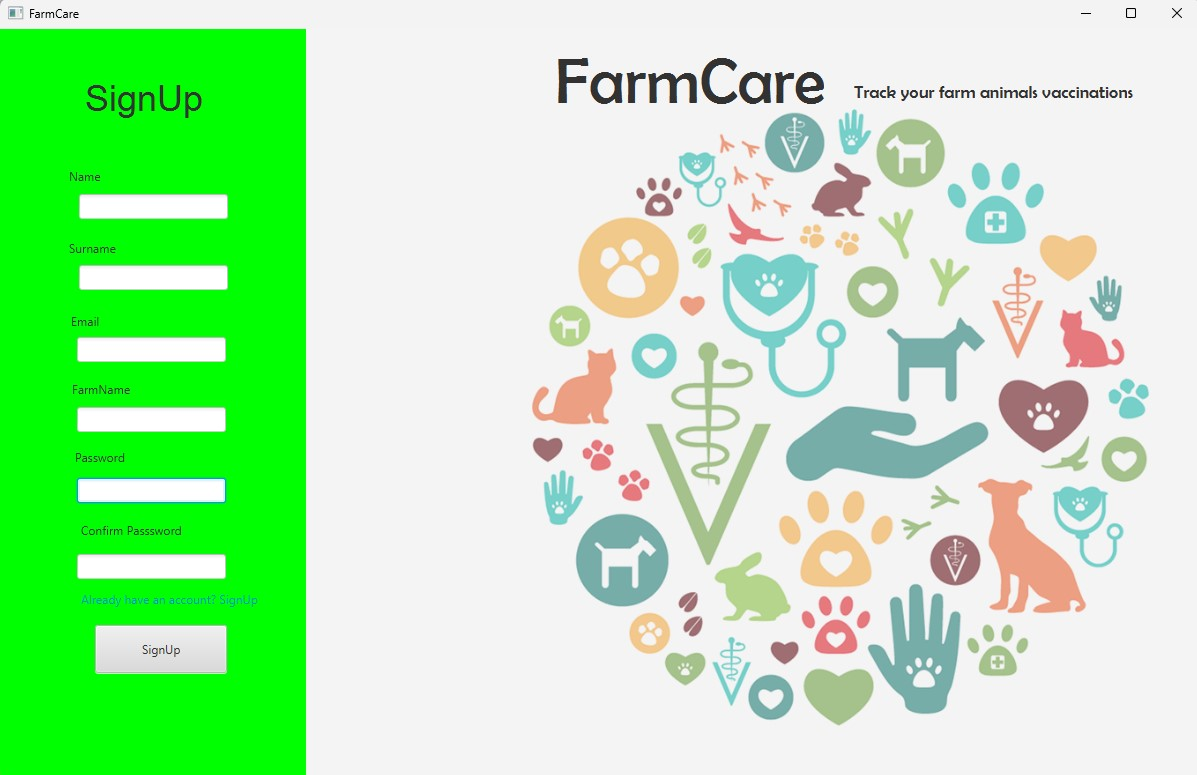 FarmCare
SignUp
Name
Surname
Email
FarmName
Password
Confirm Passsword
Already have an account? SignUp
SignUp
FarmCare
Track your farm animals vaccinations